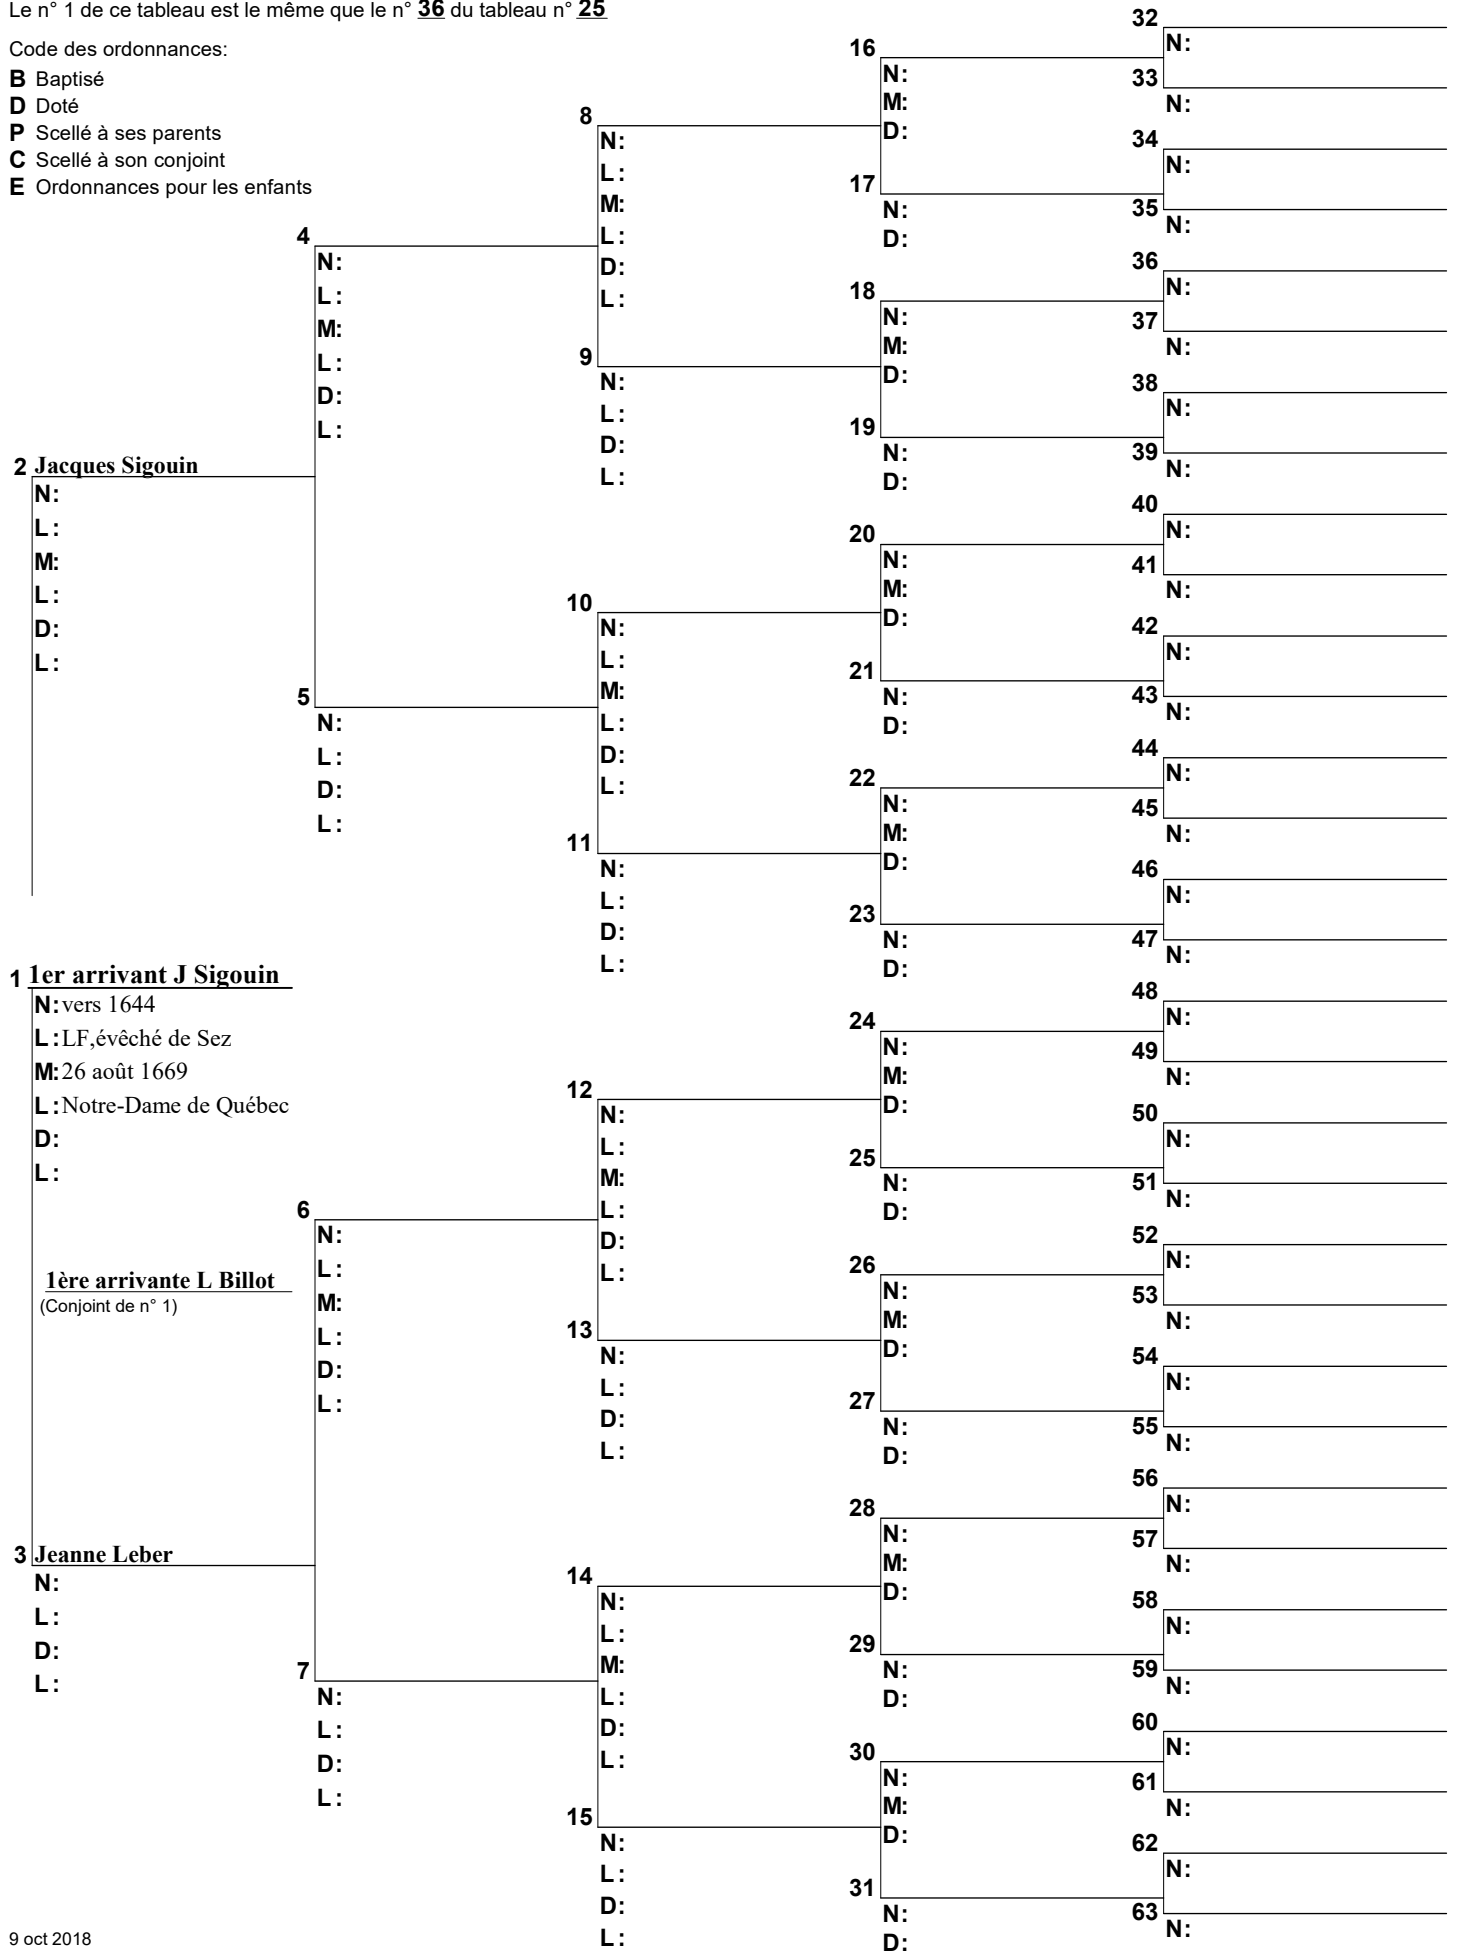 Le n° 1 de ce tableau est le même que le n° 36 du tableau n° 25
Code des ordonnances:
B Baptisé
D Doté
P Scellé à ses parents
C Scellé à son conjoint
E Ordonnances pour les enfants
2 Jacques Sigouin
N:
L:
M:
L:
D:
L:
1 1er arrivant J Sigouin
N: vers 1644
L: LF,évêché de Sez
M: 26 août 1669
L: Notre-Dame de Québec
D:
L:
1ère arrivante L Billot
(Conjoint de n° 1)
3 Jeanne Leber
N:
L:
D:
L:
4
N:
L:
M:
L:
D:
L:
5
N:
L:
D:
L:
6
N:
L:
M:
L:
D:
L:
7
N:
L:
D:
L:
8
N:
L:
M:
L:
D:
L:
9
N:
L:
D:
L:
10
N:
L:
M:
L:
D:
L:
11
N:
L:
D:
L:
12
N:
L:
M:
L:
D:
L:
13
N:
L:
D:
L:
14
N:
L:
M:
L:
D:
L:
15
N:
L:
D:
L:
16
N:
M:
D:
17
N:
D:
18
N:
M:
D:
19
N:
D:
20
N:
M:
D:
21
N:
D:
22
N:
M:
D:
23
N:
D:
24
N:
M:
D:
25
N:
D:
26
N:
M:
D:
27
N:
D:
28
N:
M:
D:
29
N:
D:
30
N:
M:
D:
31
N:
D:
32
N:
33
N:
34
N:
35
N:
36
N:
37
N:
38
N:
39
N:
40
N:
41
N:
42
N:
43
N:
44
N:
45
N:
46
N:
47
N:
48
N:
49
N:
50
N:
51
N:
52
N:
53
N:
54
N:
55
N:
56
N:
57
N:
58
N:
59
N:
60
N:
61
N:
62
N:
63
N:
9 oct 2018